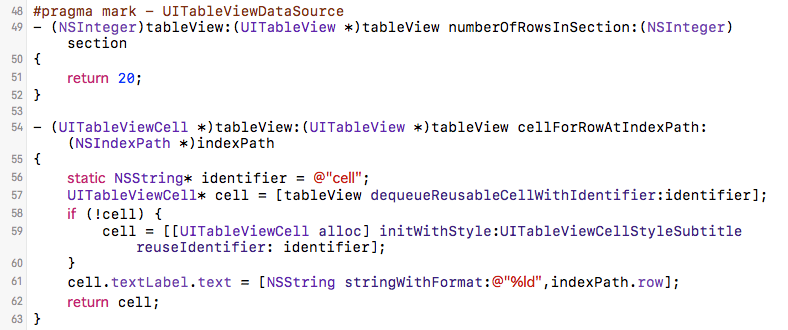 48 #pragma mark - UITableViewDataSource
49 - (NSInteger)tableView:(UITableView *)tableView numberOfRowsInSection:(NSInteger)
section
50 {
51 return 20;
52 }
53
54 - (UITableViewCell *)tableView:(UITableView *)tableView cellForRowAtIndexPath:
(NSIndexPath *)indexPath
55 {
56 static NSString* identifier = @"cell";
57 UITableViewCell* cell = [tableView dequeueReusableCellWithIdentifier:identifier];
58 if (!cell) {
59 cell = [[UITableViewCell alloc] initWithStyle:UITableViewCellStyleSubtitle
reuseIdentifier: identifier];
60 }
61 cell.textLabel.text = [NSString stringWithFormat:@"%ld",indexPath.row];
62 return cell;
63 }